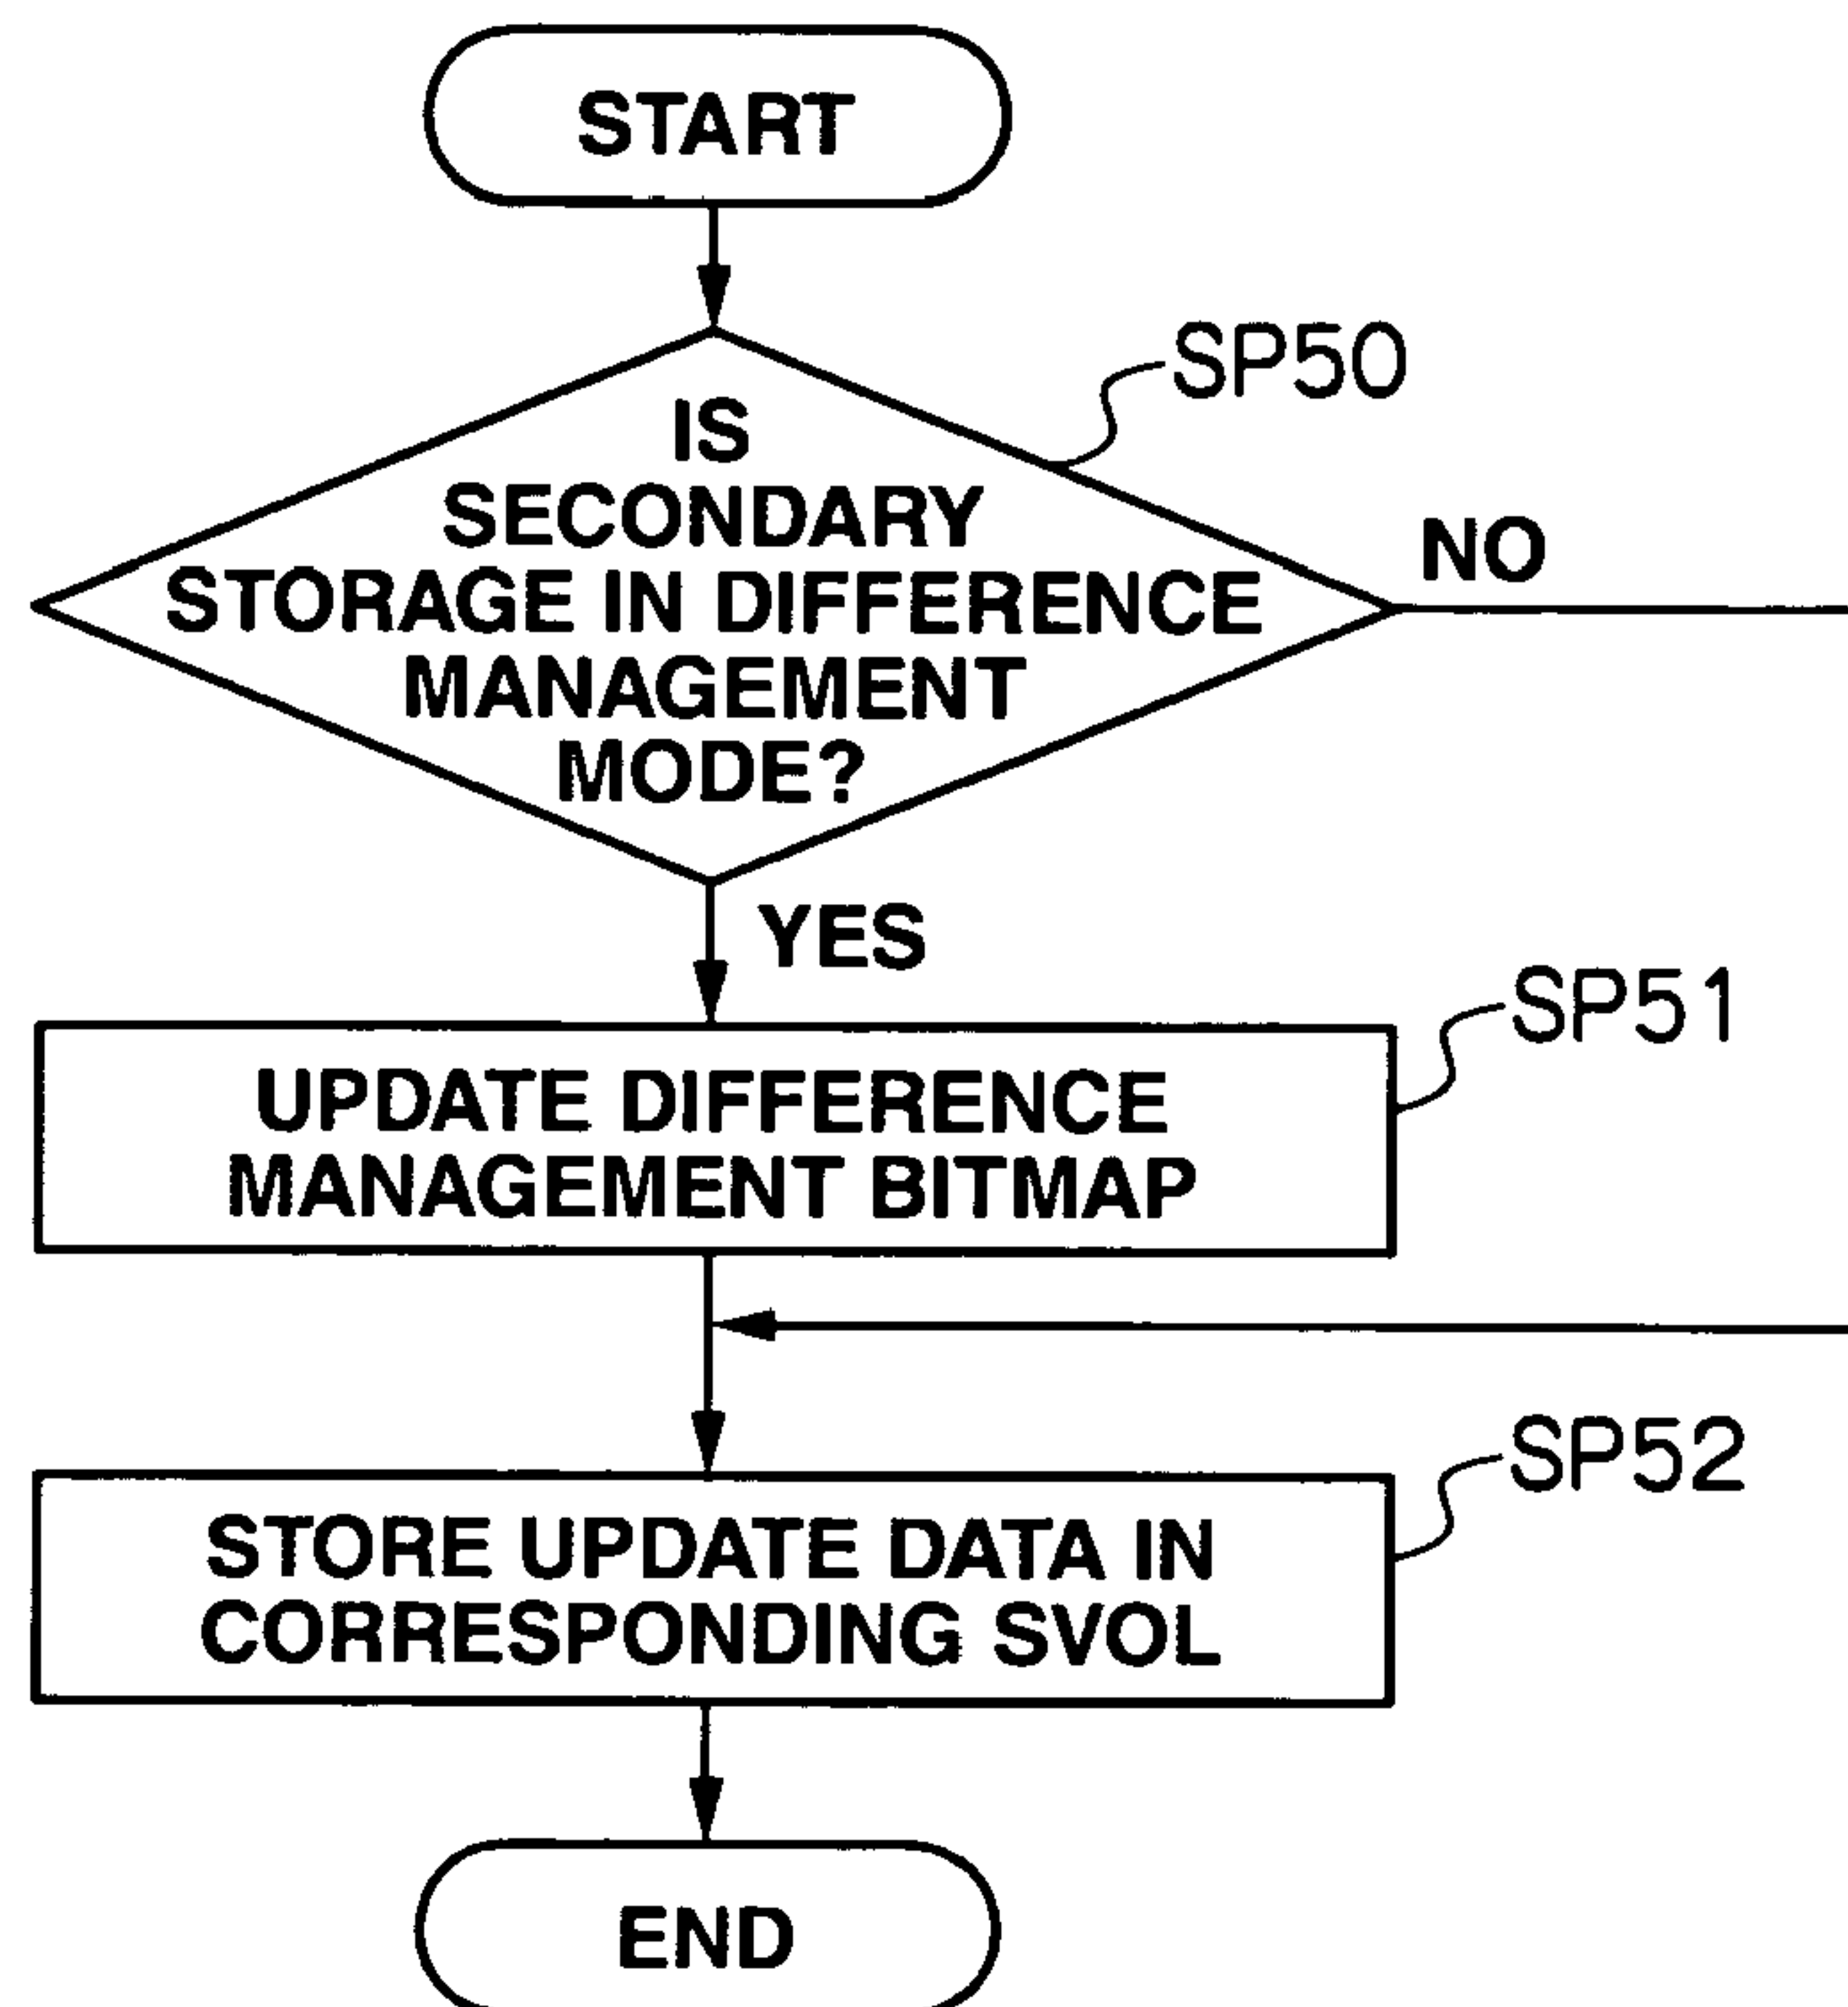 START
SP50
IS
SECONDARY
STORAGE IN DIFFERENCE
MANAGEMENT
MODE?
NO
YES
SP51
UPDATE DIFFERENCE
MANAGEMENT BITMAP
SP52
STORE UPDATE DATA IN
CORRESPONDING SVOL
END